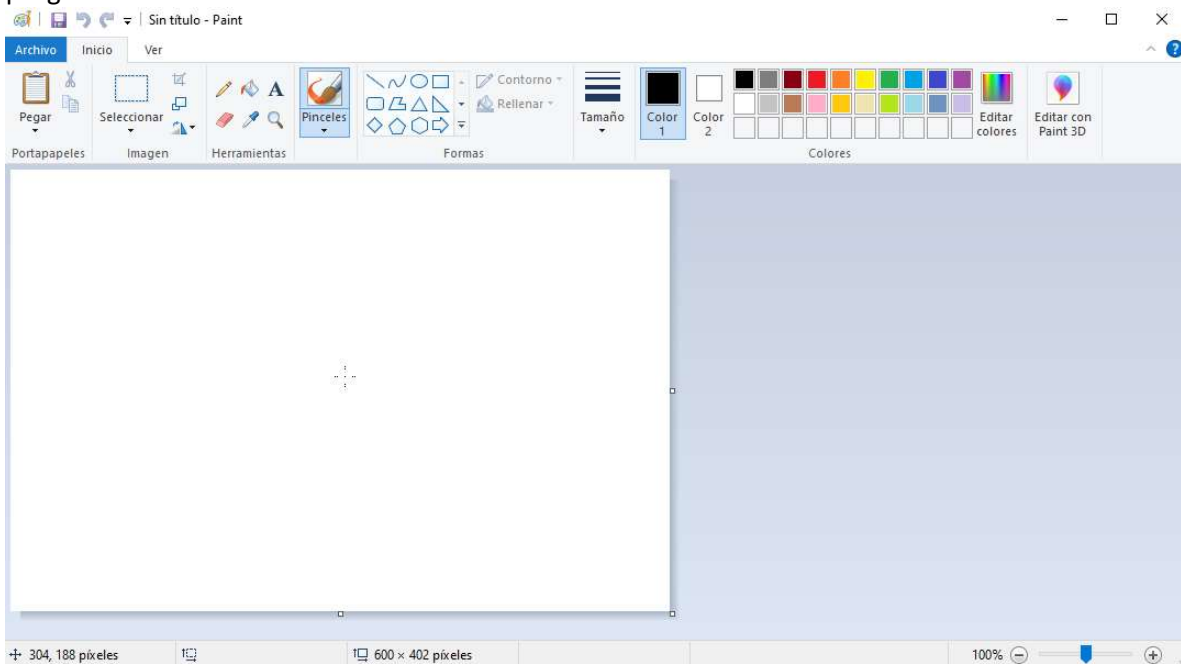 Sin título - Paint
Archivo Inicio Ver
Contorno
Rellenar
Pegar Seleccionar A Pinceles Tamaño Color 1 Color 2 Editar colores Editar con Paint 3D
Portapapeles Imagen Herramientas Formas Colores
304, 188 píxeles 600 × 402 píxeles 100%